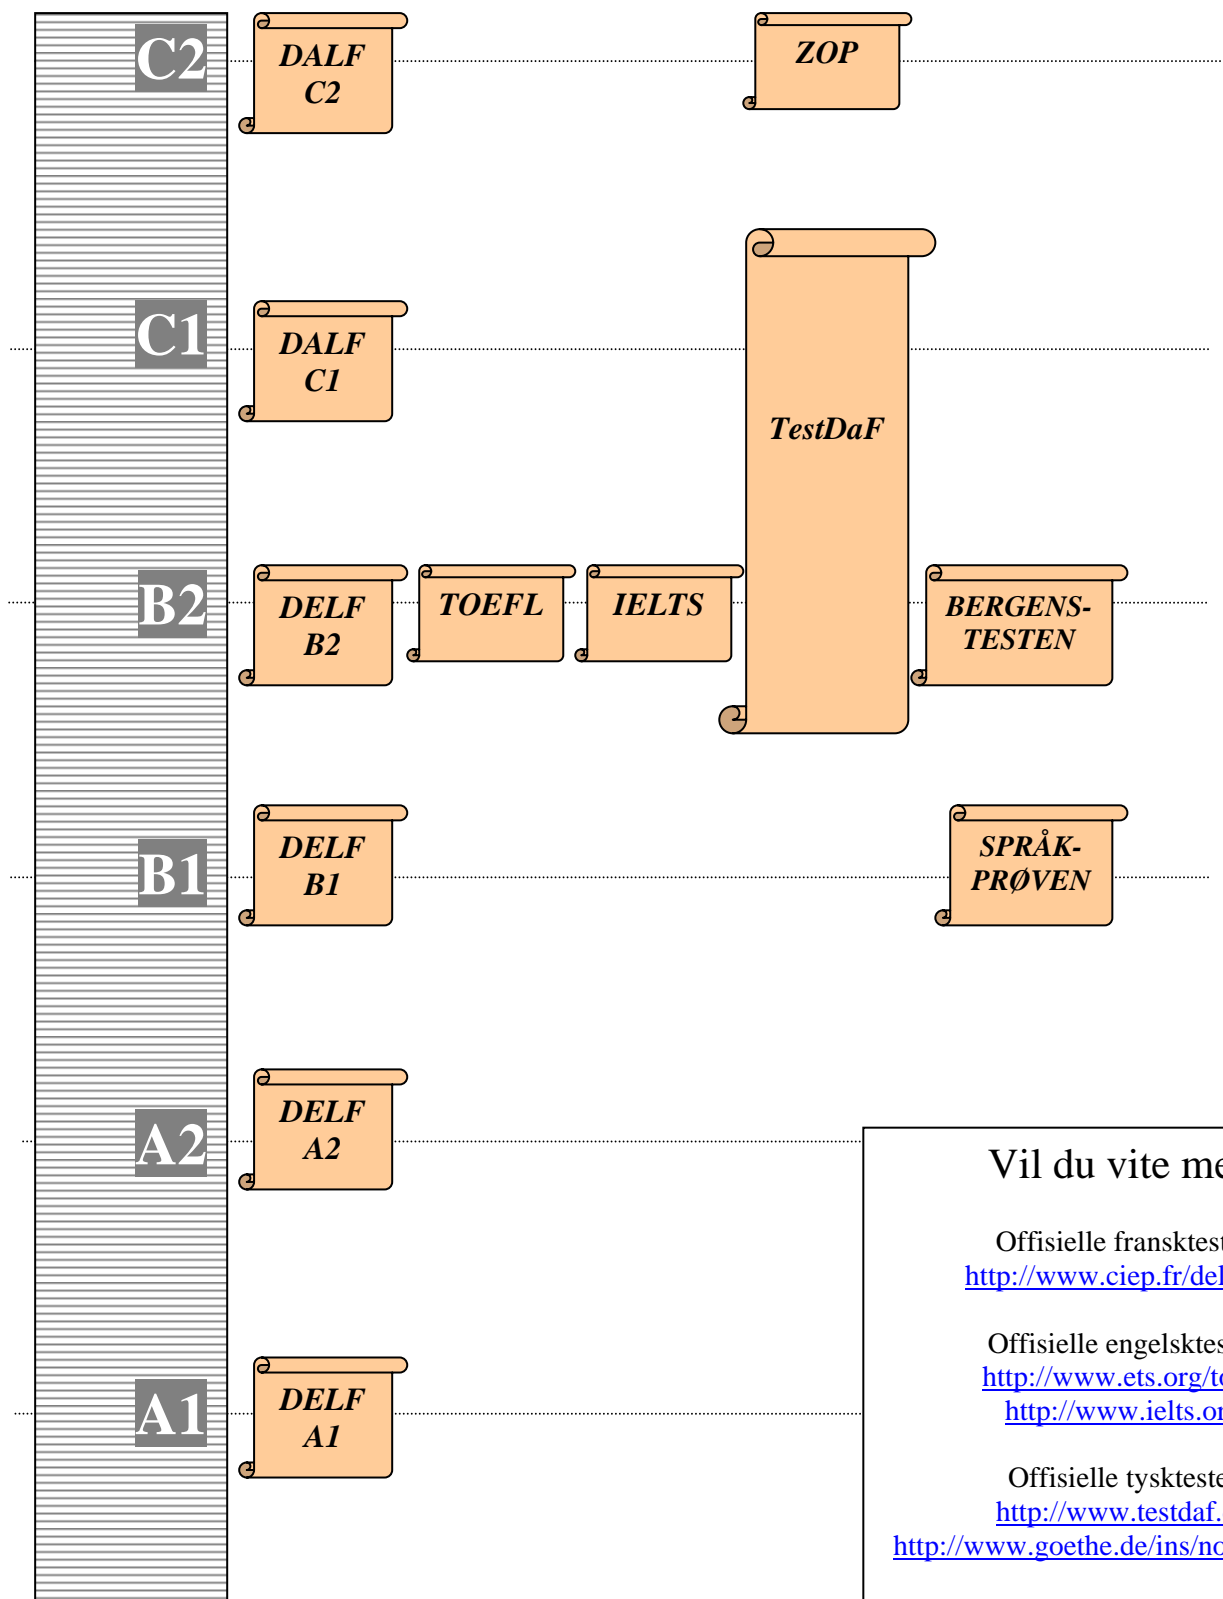 C2
DALF
C2
ZOP
C1
DALF
C1
TestDaF
B2
DELF
B2
TOEFL
IELTS
BERGENS-
TESTEN
B1
DELF
B1
SPRÅK-
PRØVEN
A2
DELF
A2
A1
DELF
A1
Vil du vite me
Offisielle fransktest
http://www.ciep.fr/del
Offisielle engelsktes
http://www.ets.org/to
http://www.ielts.or
Offisielle tyskteste
http://www.testdaf.
http://www.goethe.de/ins/no